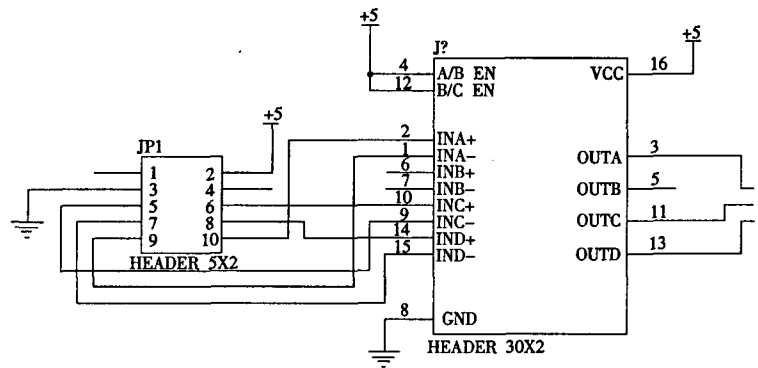 +5
J?
+5
4 A/B EN VCC 16
12 B/C EN
+5
JP1
2 INA+
1 INA- OUTA 3
6 INB+
7 INB- OUTB 5
10 INC+
9 INC- OUTC 11
14 IND+
15 IND- OUTD 13
1 2
3 4
5 6
7 8
9 10
HEADER 5X2
8 GND
HEADER 30X2